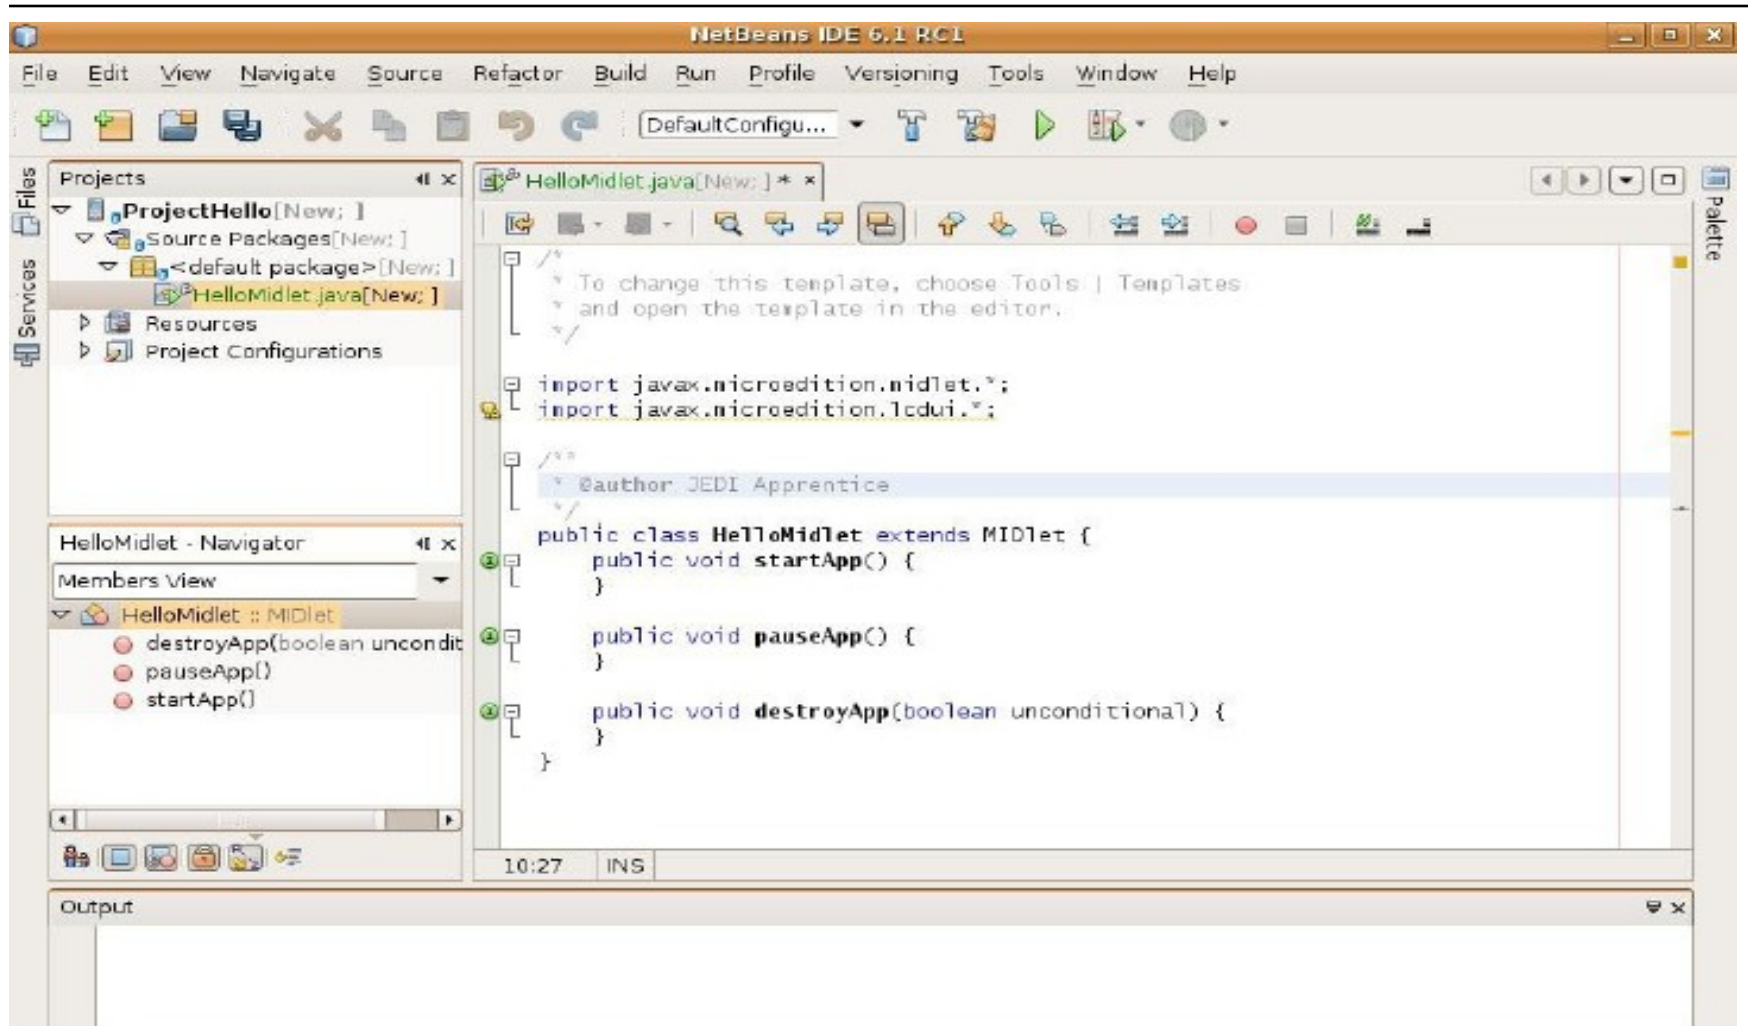 NetBeans IDE 6.1 RC1
File Edit View Navigate Source Refactor Build Run Profile Versioning Tools Window Help
DefaultConfigu...
Files
Services
Projects
ProjectHello[New; ]
Source Packages[New; ]
<default package>[New; ]
HelloMidlet.java[New; ]
Resources
Project Configurations
HelloMidlet - Navigator
Members View
HelloMidlet :: MIDlet
destroyApp(boolean uncondit
pauseApp()
startApp()
HelloMidlet.java[New; ] *
/*
* To change this template, choose Tools | Templates
* and open the template in the editor.
*/
import javax.microedition.midlet.*;
import javax.microedition.lcdui.*;
/**
* @author JEDI Apprentice
*/
public class HelloMidlet extends MIDlet {
public void startApp() {
}
public void pauseApp() {
}
public void destroyApp(boolean unconditional) {
}
}
10:27 INS
Palette
Output